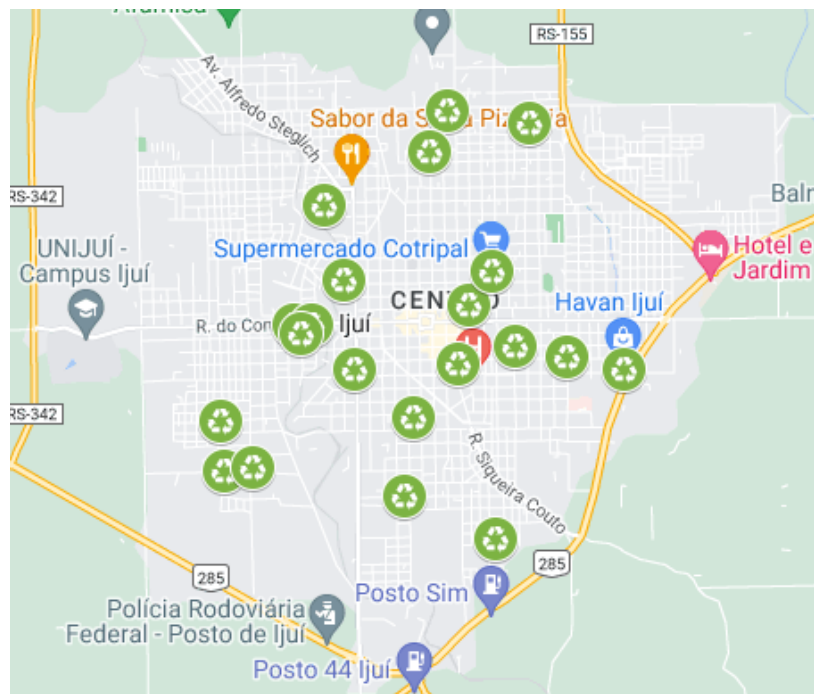 RS-155
Av. Alfredo Steglich
Sabor da
RS-342
UNIJUÍ -
Campus Ijuí
Supermercado Cotripal
Hotel e
Jardim
CEN
Havan Ijuí
R. do Con
Ijuí
RS-342
R. Siqueira Couto
285
285
Posto Sim
Polícia Rodoviária
Federal - Posto de Ijuí
Posto 44 Ijuí